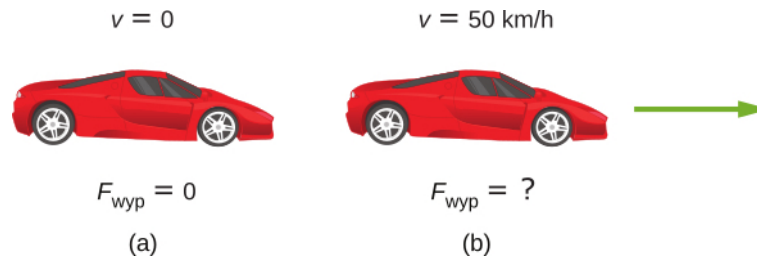 v = 0
v = 50 km/h
F_wyp = 0
F_wyp = ?
(a)
(b)